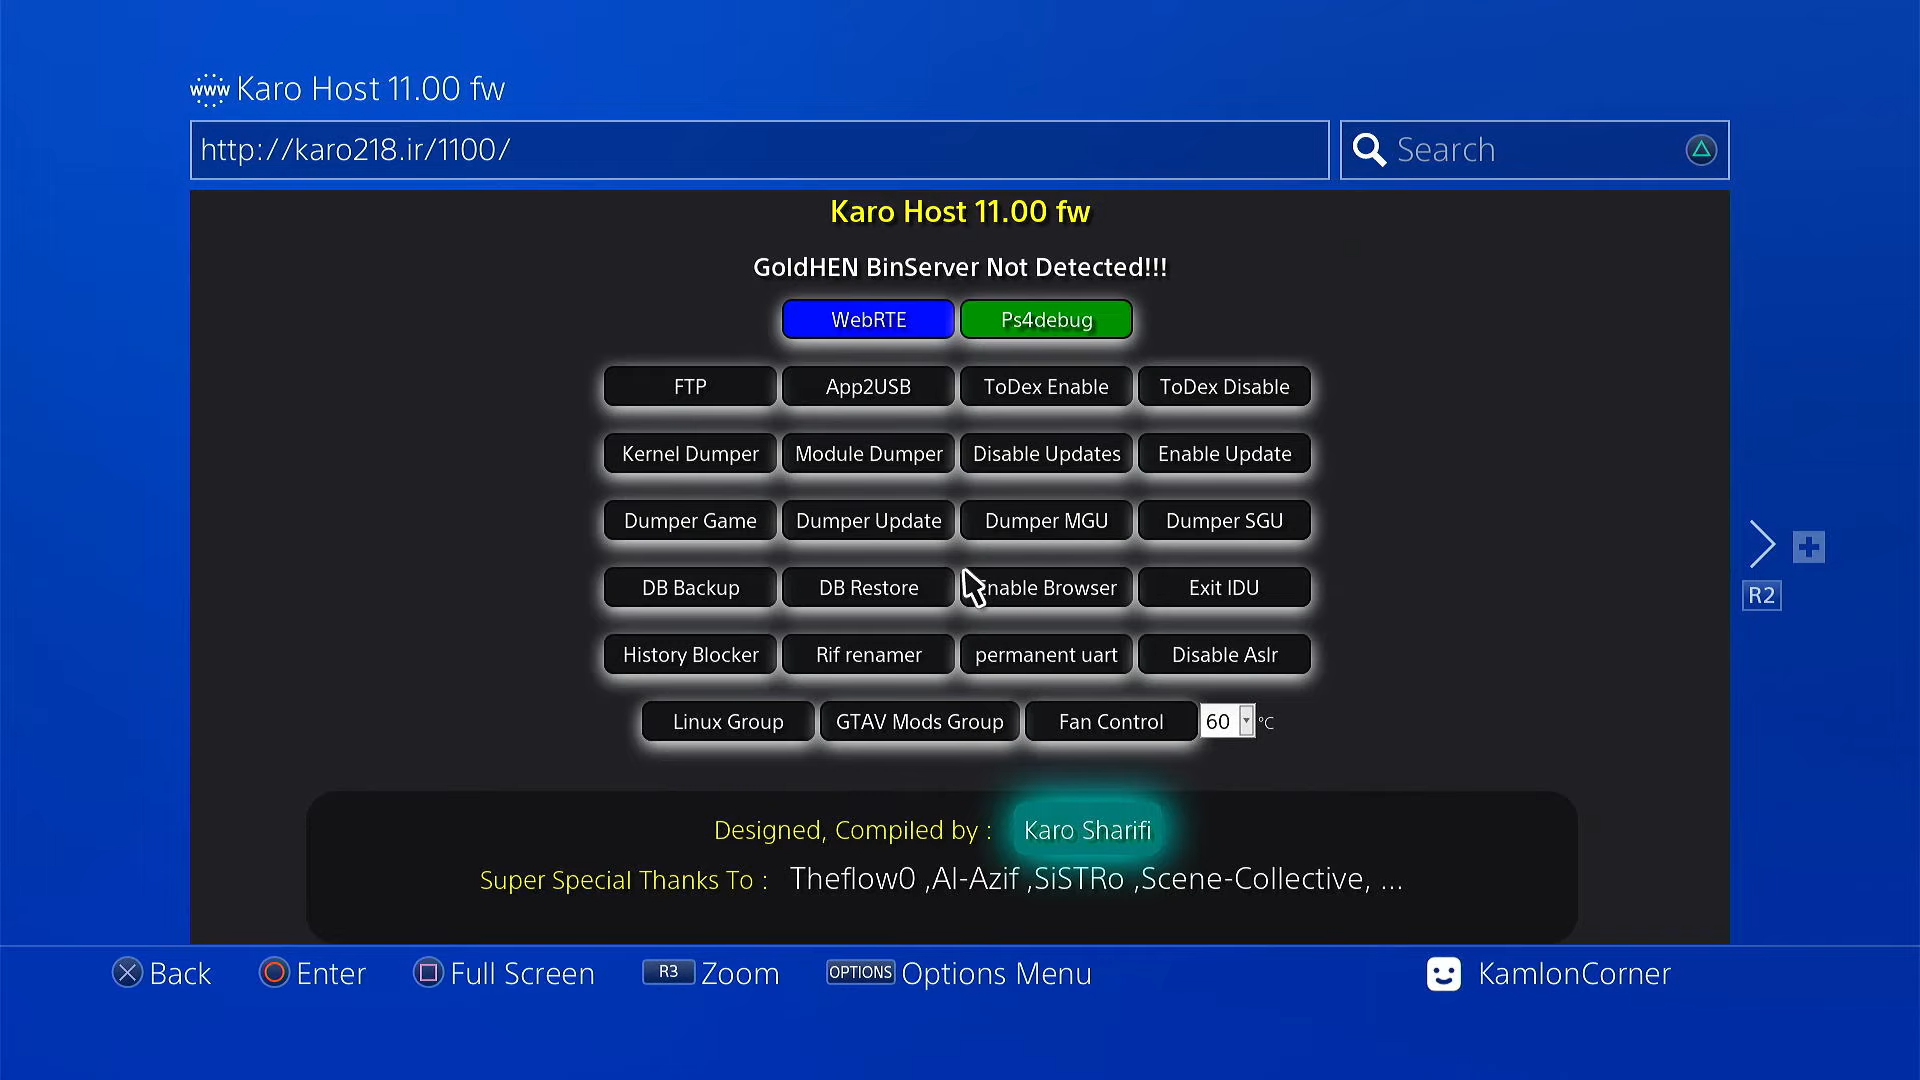 www Karo Host 11.00 fw
http://karo218.ir/1100/
Search
Karo Host 11.00 fw
GoldHEN BinServer Not Detected!!!
WebRTE Ps4debug
FTP App2USB ToDex Enable ToDex Disable
Kernel Dumper Module Dumper Disable Updates Enable Update
Dumper Game Dumper Update Dumper MGU Dumper SGU
DB Backup DB Restore Enable Browser Exit IDU
History Blocker Rif renamer permanent uart Disable Aslr
Linux Group GTAV Mods Group Fan Control 60 °C
R2
Designed, Compiled by : Karo Sharifi
Super Special Thanks To : Theflow0 ,Al-Azif ,SiSTRo ,Scene-Collective, ...
Back Enter Full Screen R3 Zoom OPTIONS Options Menu KamlonCorner